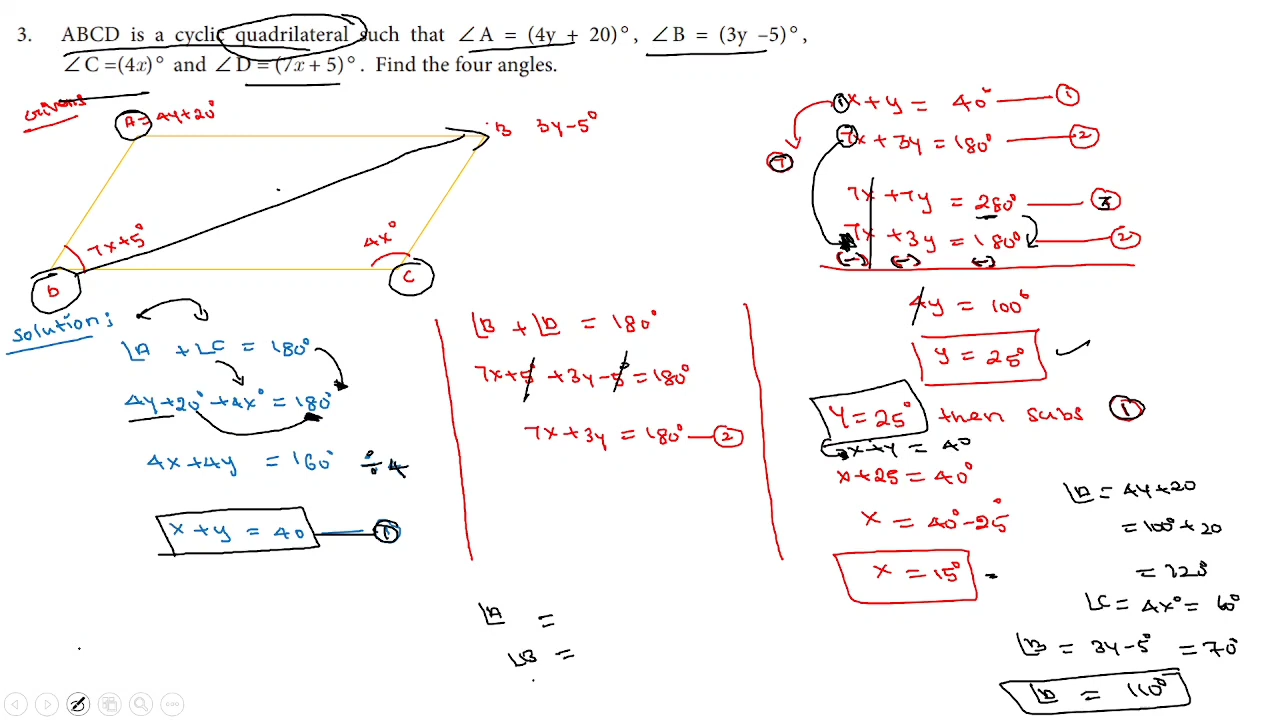 3. ABCD is a cyclic quadrilateral such that ∠A = (4y + 20)°, ∠B = (3y –5)°,
∠C =(4x)° and ∠D = (7x + 5)°. Find the four angles.
A = 4y+20°
B 3y-5°
7x+5°
4x°
D
C
Solution;
∠A + ∠C = 180°
4y+20° +4x° = 180°
4x+4y = 160° ÷ 4
x + y = 40 ①
∠B + ∠D = 180°
7x+5° +3y-5° = 180°
7x+3y = 180° ②
x+y = 40° ①
7x+3y = 180° ②
7
7x +7y = 280° ③
7x +3y = 180° ②
(-) (-) (-)
4y = 100°
y = 25°
y = 25° then subs ①
x+y = 40
x+25 = 40°
x = 40°-25°
x = 15°
∠A =
∠B =
∠A = 4y+20
= 100°+20
= 120°
∠C = 4x° = 60°
∠B = 3y-5° = 70°
∠D = 110°